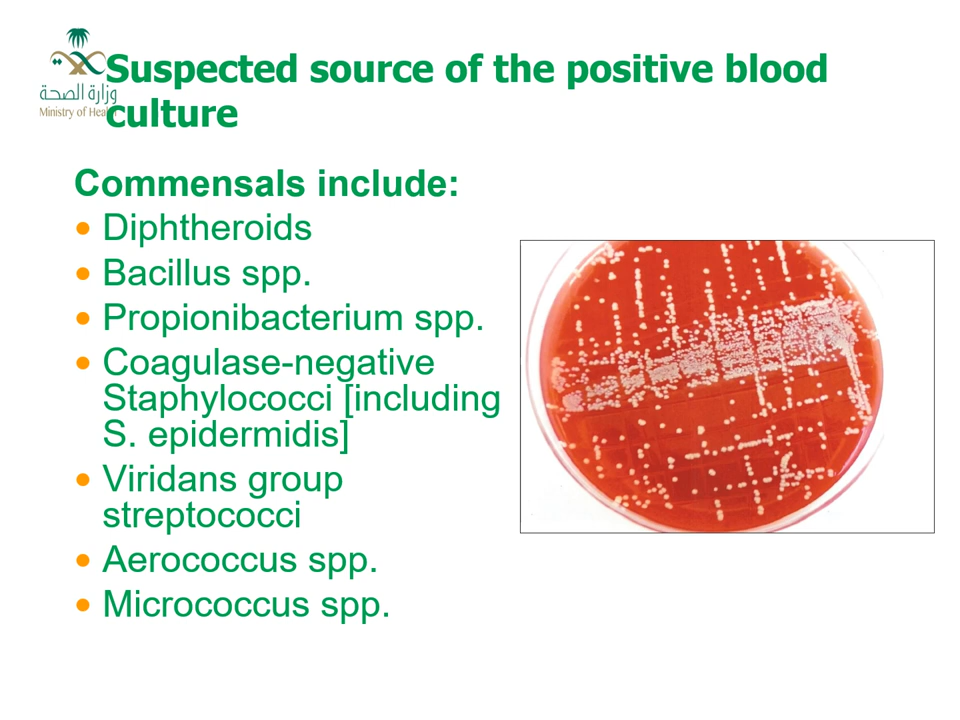 Suspected source of the positive blood
culture
وزارة الصحة
Ministry of Health
Commensals include:
• Diphtheroids
• Bacillus spp.
• Propionibacterium spp.
• Coagulase-negative
Staphylococci [including
S. epidermidis]
• Viridans group
streptococci
• Aerococcus spp.
• Micrococcus spp.